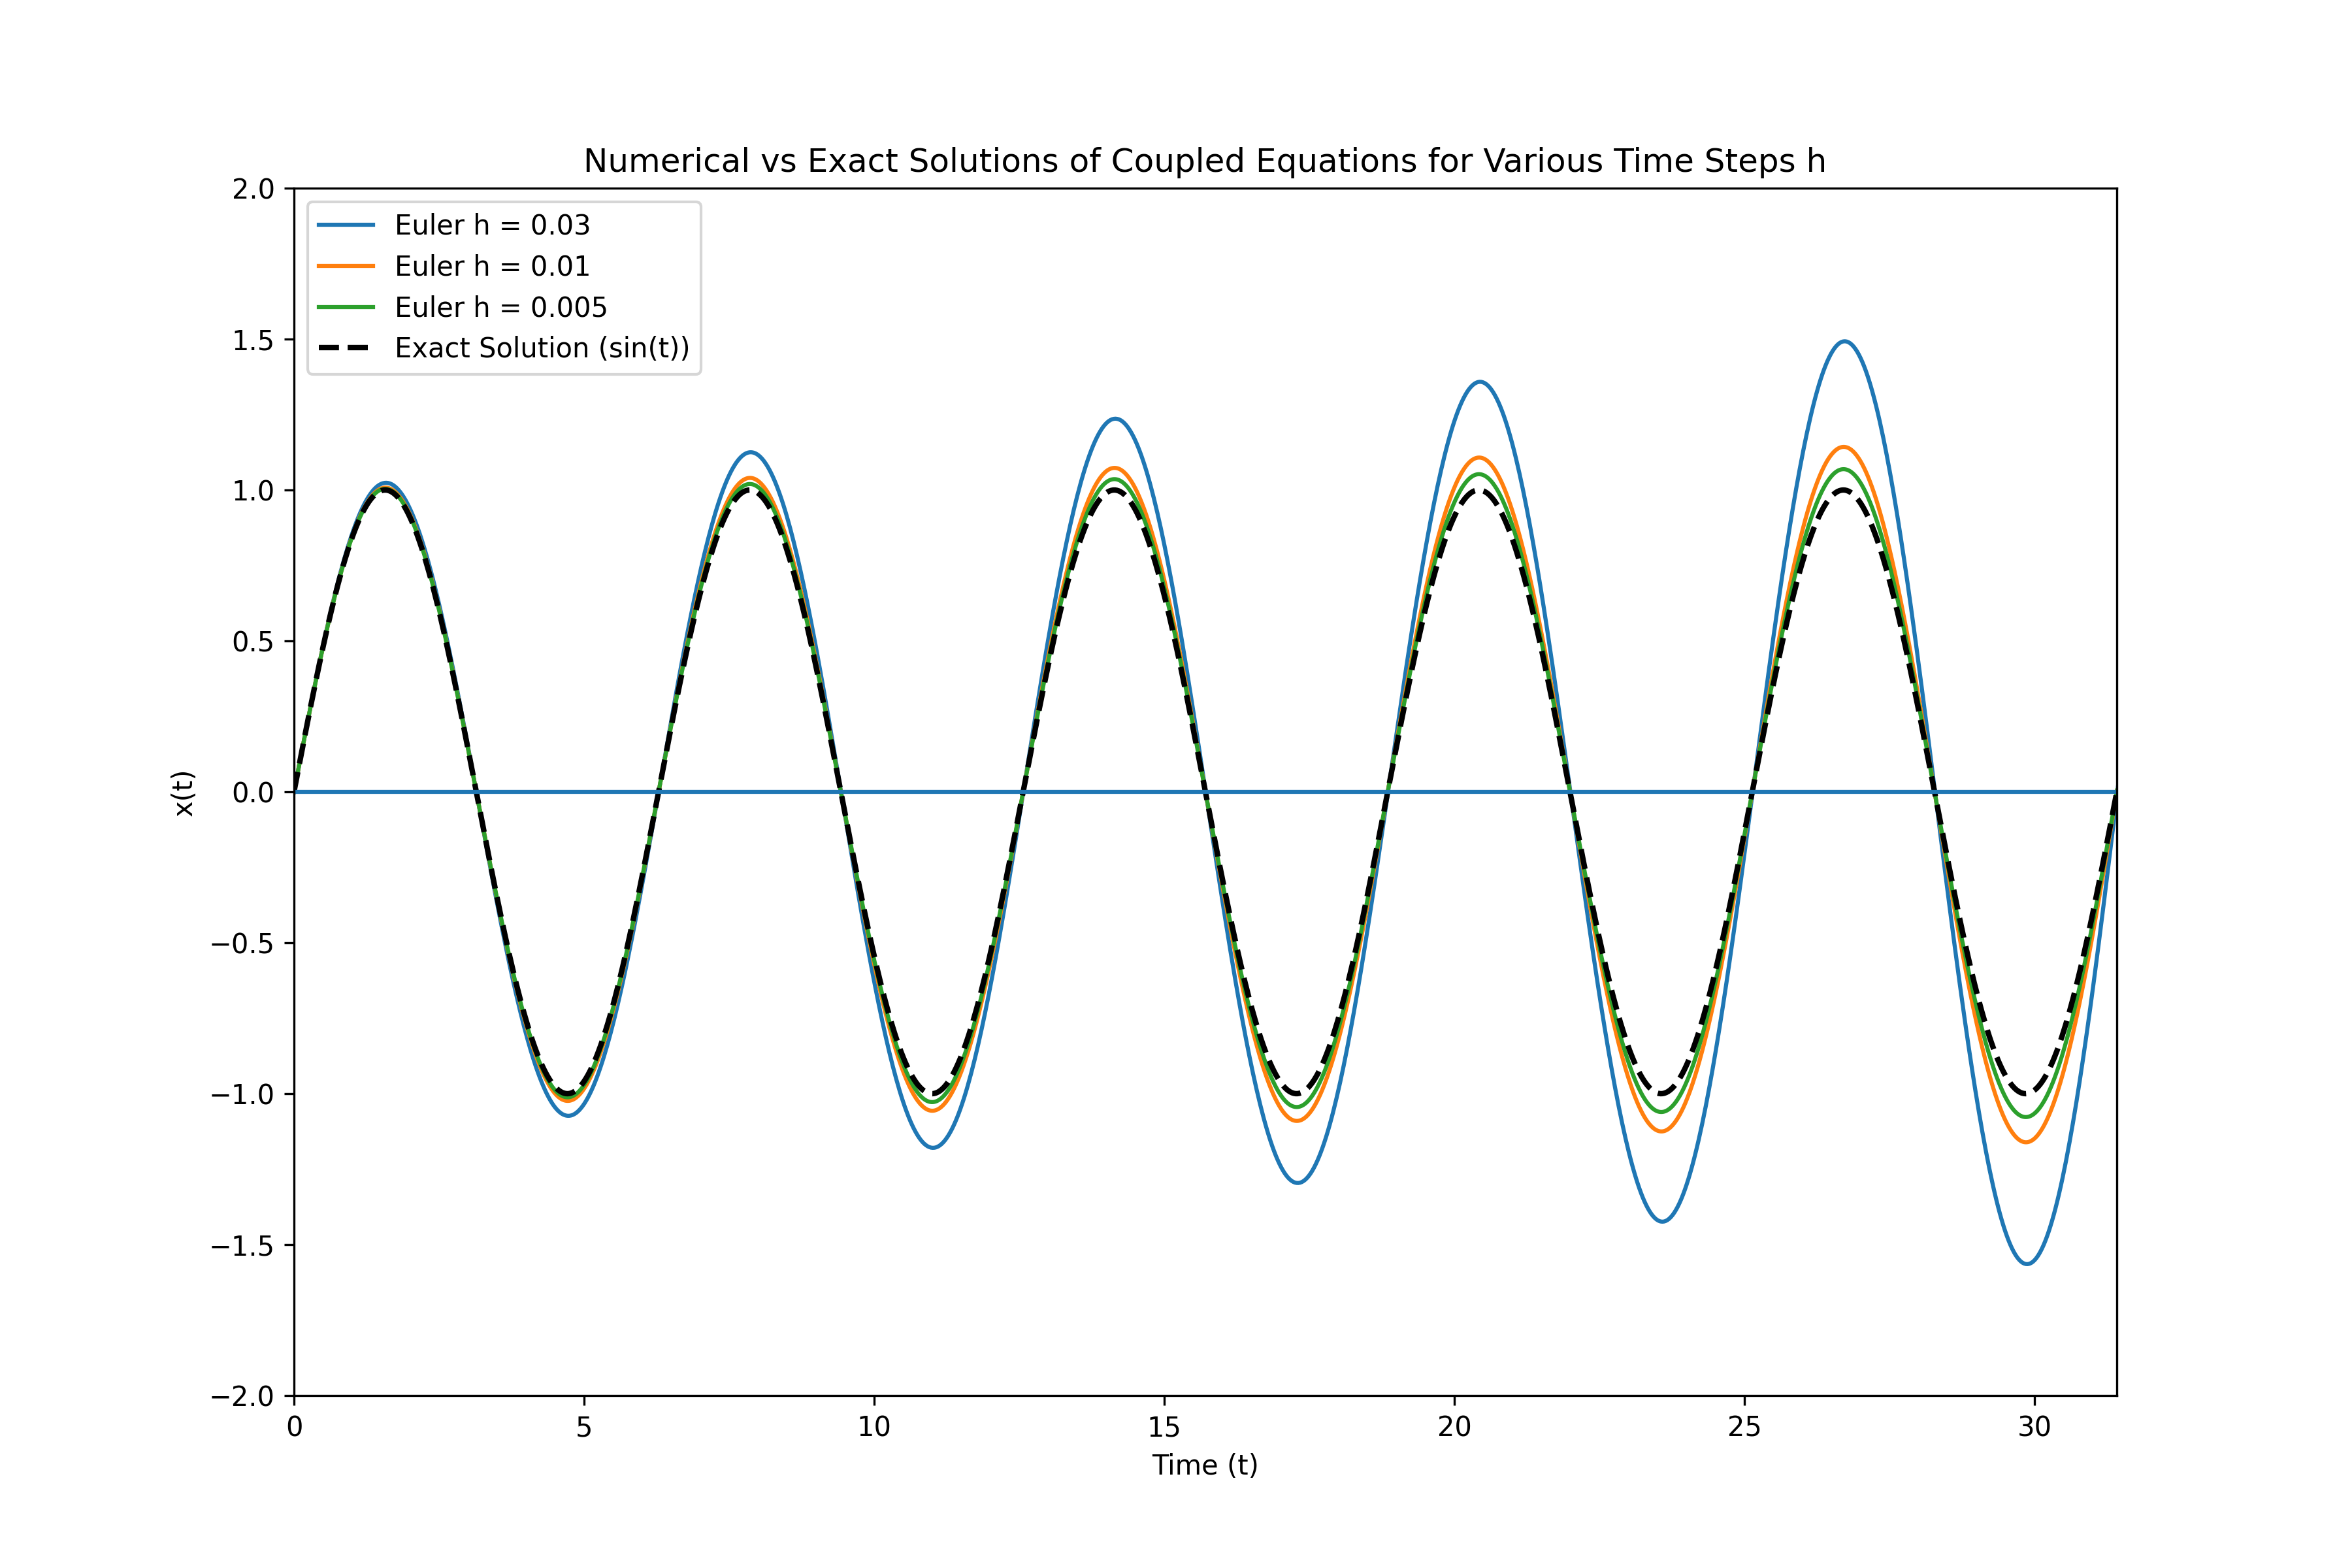 Numerical vs Exact Solutions of Coupled Equations for Various Time Steps h
2.0
1.5
1.0
0.5
0.0
−0.5
−1.0
−1.5
−2.0
x(t)
Euler h = 0.03
Euler h = 0.01
Euler h = 0.005
Exact Solution (sin(t))
0 5 10 15 20 25 30
Time (t)